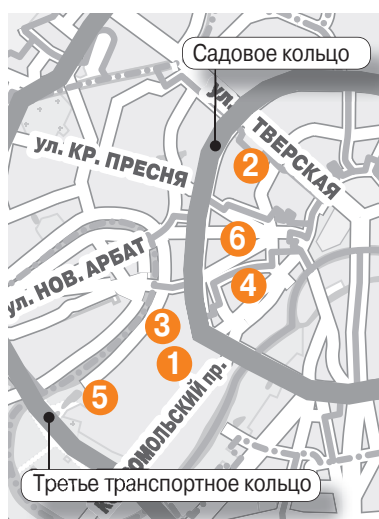 Садовое кольцо
ул. ТВЕРСКАЯ
ул. КР. ПРЕСНЯ
2
6
ул. НОВ. АРБАТ
4
3
1
5
КОМСОМОЛЬСКИЙ пр.
Третье транспортное кольцо